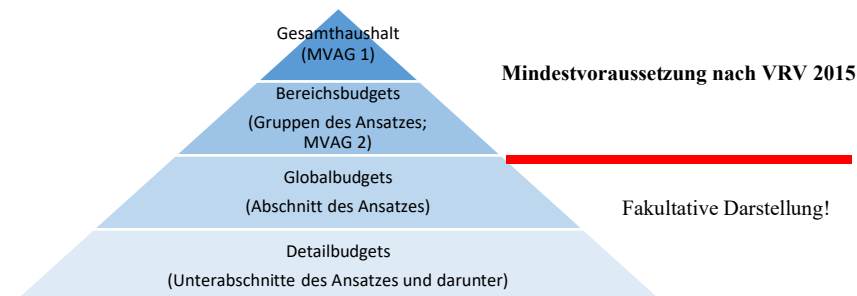 Gesamthaushalt
(MVAG 1)
Mindestvoraussetzung nach VRV 2015
Bereichsbudgets
(Gruppen des Ansatzes;
MVAG 2)
Globalbudgets
(Abschnitt des Ansatzes)
Fakultative Darstellung!
Detailbudgets
(Unterabschnitte des Ansatzes und darunter)